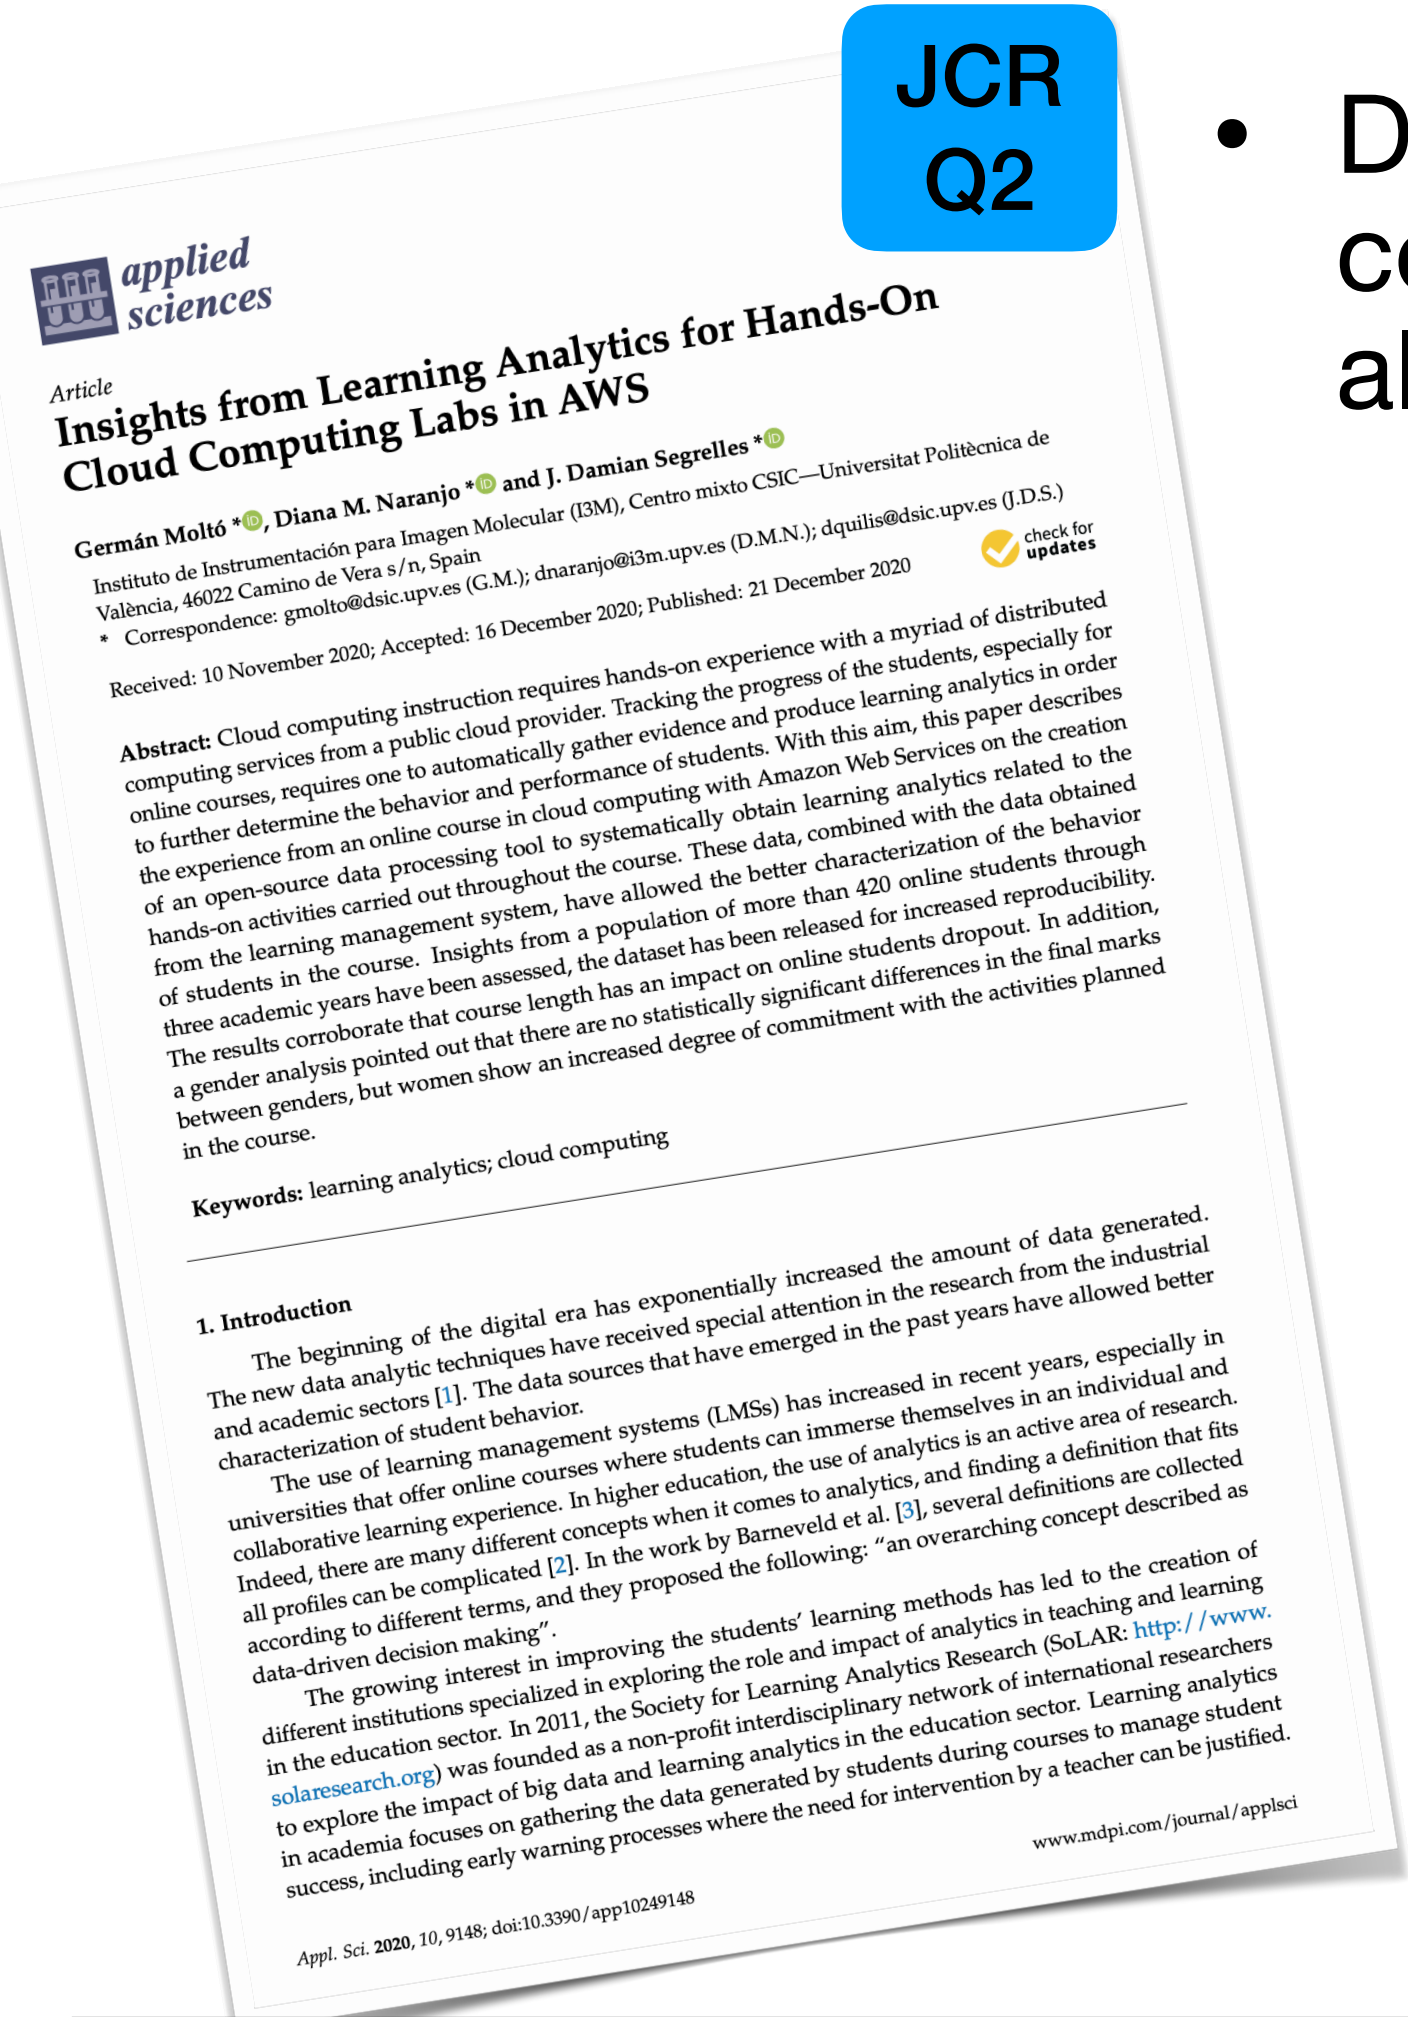 JCR
Q2
applied
sciences
Article
Insights from Learning Analytics for Hands-On
Cloud Computing Labs in AWS
Germán Moltó *iD, Diana M. Naranjo *iD and J. Damian Segrelles *iD
Instituto de Instrumentación para Imagen Molecular (I3M), Centro mixto CSIC—Universitat Politècnica de
València, 46022 Camino de Vera s/n, Spain
* Correspondence: gmolto@dsic.upv.es (G.M.); dnaranjo@i3m.upv.es (D.M.N.); dquilis@dsic.upv.es (J.D.S.)
Received: 10 November 2020; Accepted: 16 December 2020; Published: 21 December 2020
check for
updates
Abstract: Cloud computing instruction requires hands-on experience with a myriad of distributed
computing services from a public cloud provider. Tracking the progress of the students, especially for
online courses, requires one to automatically gather evidence and produce learning analytics in order
to further determine the behavior and performance of students. With this aim, this paper describes
the experience from an online course in cloud computing with Amazon Web Services on the creation
of an open-source data processing tool to systematically obtain learning analytics related to the
hands-on activities carried out throughout the course. These data, combined with the data obtained
from the learning management system, have allowed the better characterization of the behavior
of students in the course. Insights from a population of more than 420 online students through
three academic years have been assessed, the dataset has been released for increased reproducibility.
The results corroborate that course length has an impact on online students dropout. In addition,
a gender analysis pointed out that there are no statistically significant differences in the final marks
between genders, but women show an increased degree of commitment with the activities planned
in the course.
Keywords: learning analytics; cloud computing
1. Introduction
The beginning of the digital era has exponentially increased the amount of data generated.
The new data analytic techniques have received special attention in the research from the industrial
and academic sectors [1]. The data sources that have emerged in the past years have allowed better
characterization of student behavior.
The use of learning management systems (LMSs) has increased in recent years, especially in
universities that offer online courses where students can immerse themselves in an individual and
collaborative learning experience. In higher education, the use of analytics is an active area of research.
Indeed, there are many different concepts when it comes to analytics, and finding a definition that fits
all profiles can be complicated [2]. In the work by Barneveld et al. [3], several definitions are collected
according to different terms, and they proposed the following: “an overarching concept described as
data-driven decision making”.
The growing interest in improving the students’ learning methods has led to the creation of
different institutions specialized in exploring the role and impact of analytics in teaching and learning
in the education sector. In 2011, the Society for Learning Analytics Research (SoLAR: http://www.
solaresearch.org) was founded as a non-profit interdisciplinary network of international researchers
to explore the impact of big data and learning analytics in the education sector. Learning analytics
in academia focuses on gathering the data generated by students during courses to manage student
success, including early warning processes where the need for intervention by a teacher can be justified.
Appl. Sci. 2020, 10, 9148; doi:10.3390/app10249148
www.mdpi.com/journal/applsci